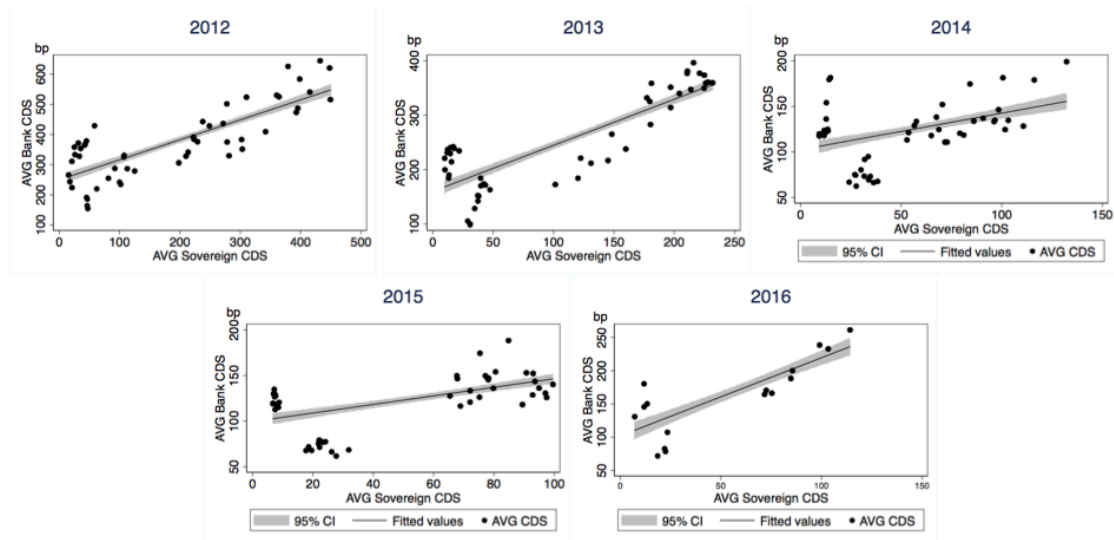 2012
bp
AVG Bank CDS
100 200 300 400 500 600
0 100 200 300 400 500
AVG Sovereign CDS
2013
bp
AVG Bank CDS
100 200 300 400
0 50 100 150 200 250
AVG Sovereign CDS
2014
bp
AVG Bank CDS
50 100 150 200
0 50 100 150
AVG Sovereign CDS
95% CI Fitted values AVG CDS
2015
bp
AVG Bank CDS
50 100 150 200
0 20 40 60 80 100
AVG Sovereign CDS
95% CI Fitted values AVG CDS
2016
bp
AVG Bank CDS
50 100 150 200 250
0 50 100 150
AVG Sovereign CDS
95% CI Fitted values AVG CDS